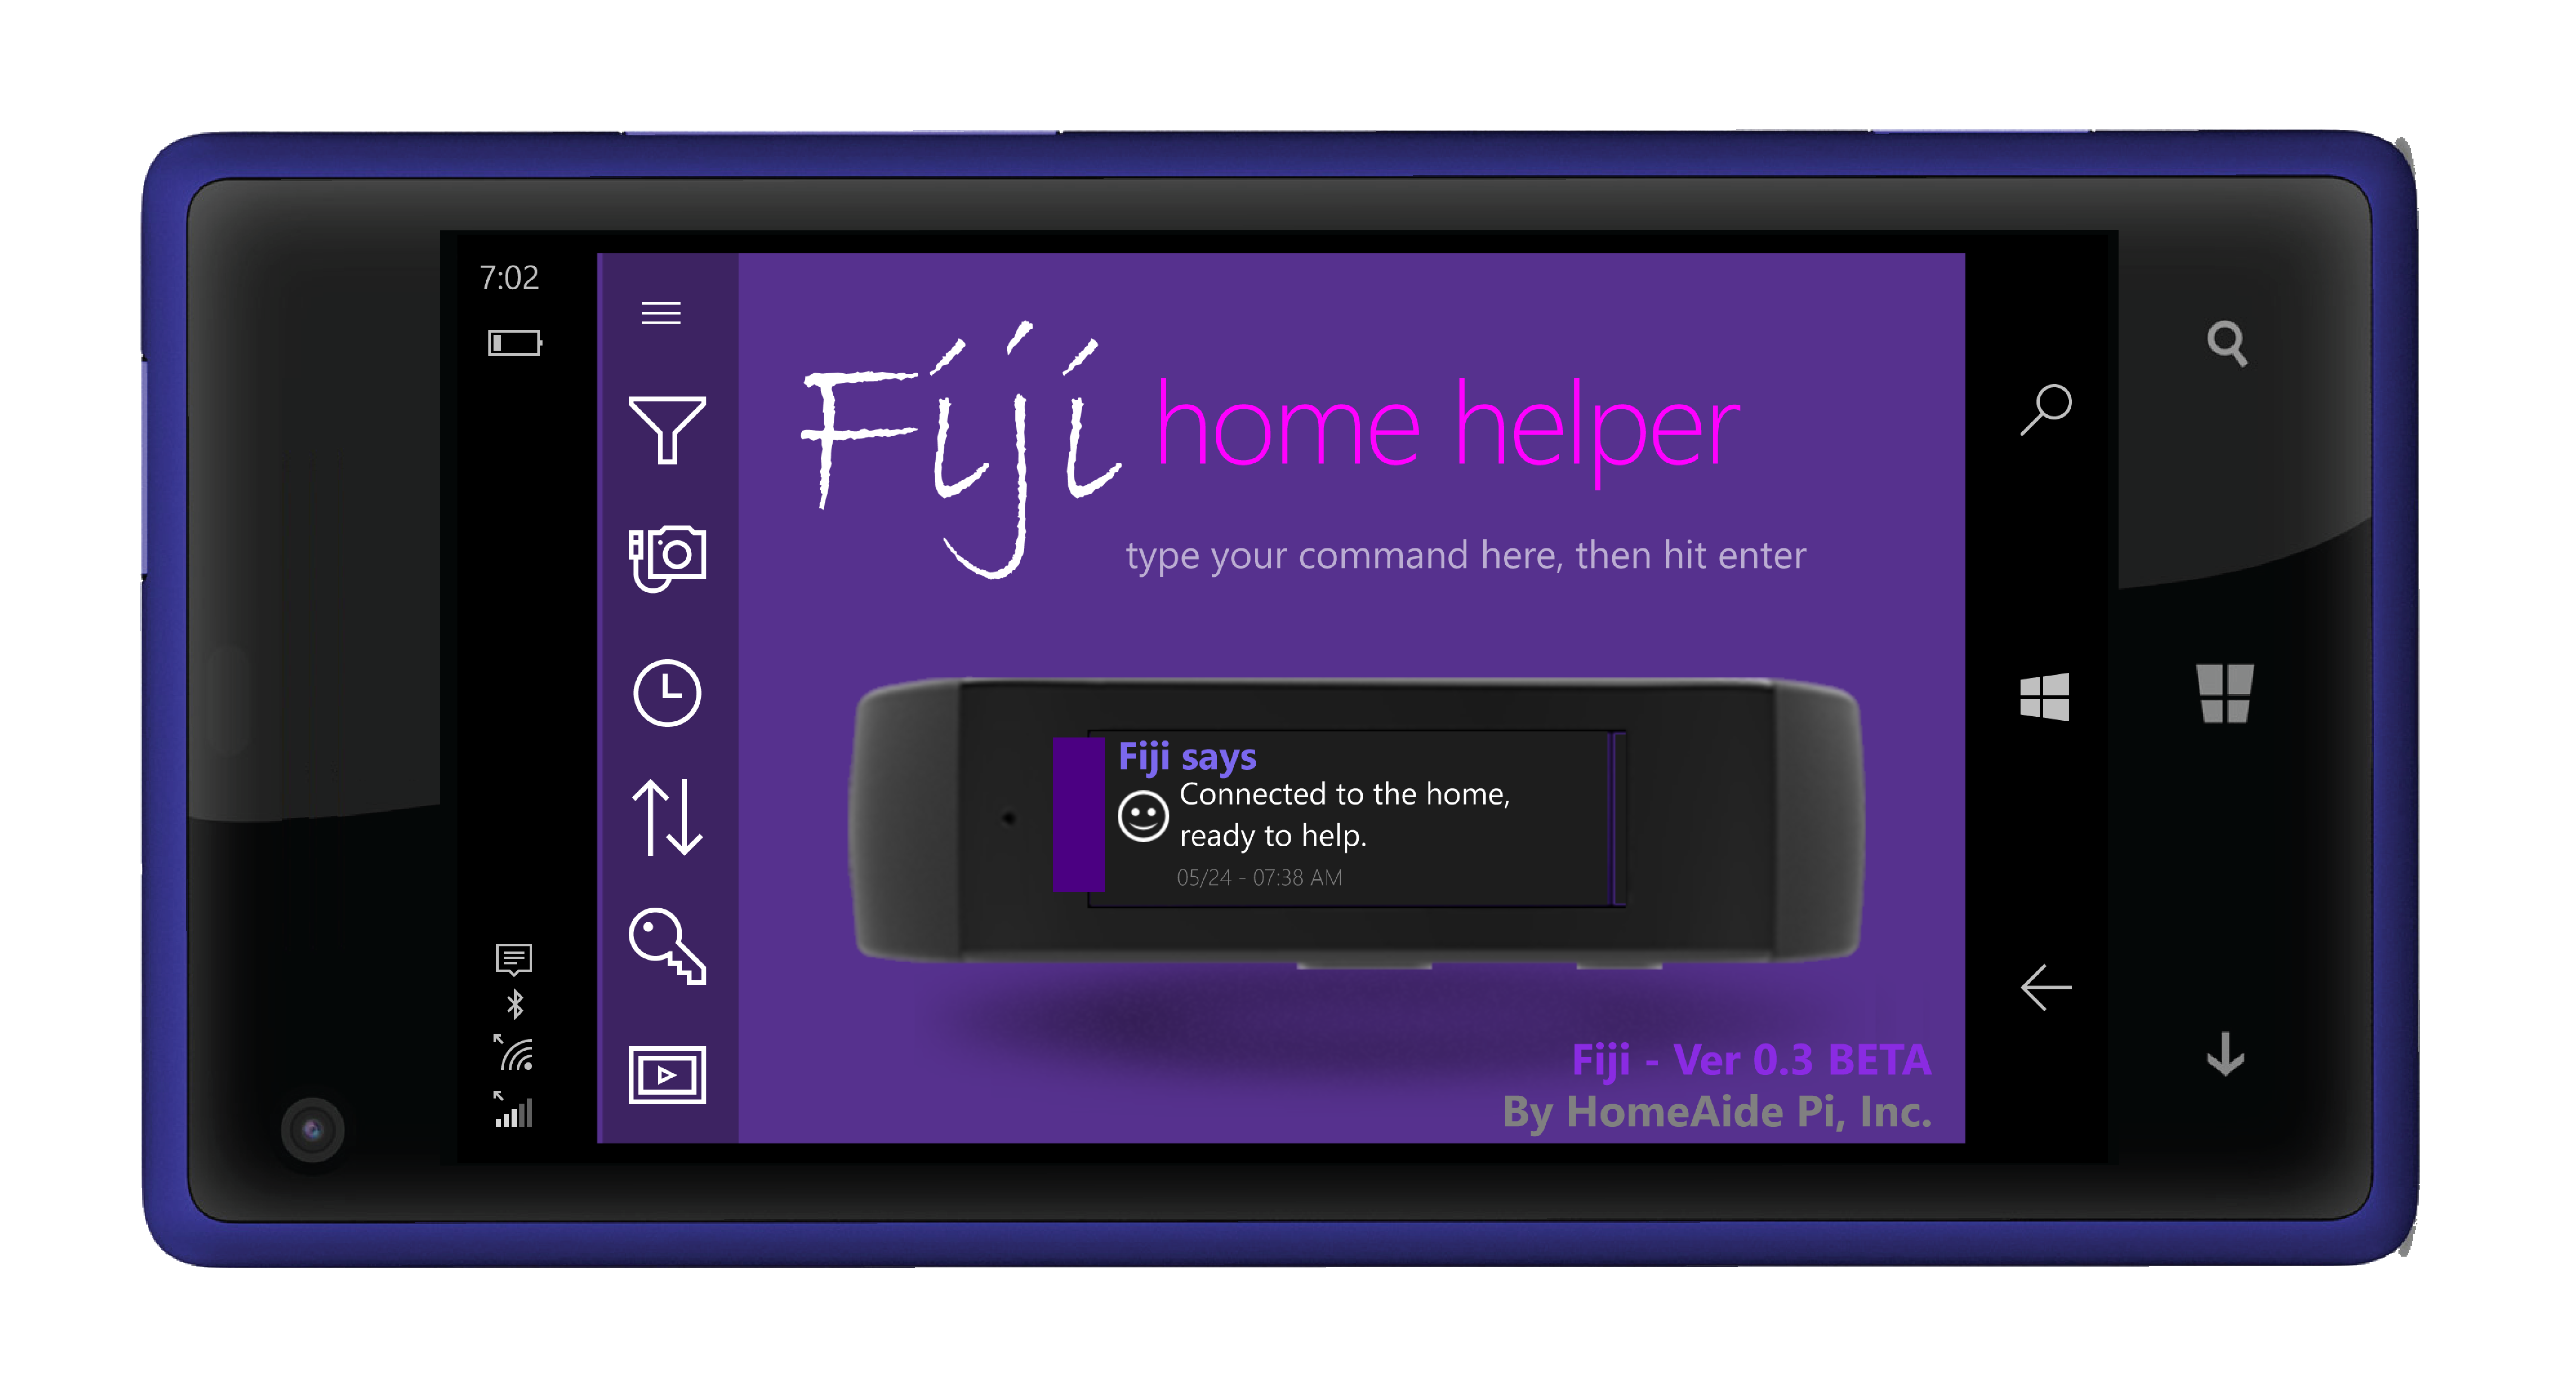 7:02
Fiji home helper
type your command here, then hit enter
Fiji says
Connected to the home,
ready to help.
05/24 - 07:38 AM
Fiji - Ver 0.3 BETA
By HomeAide Pi, Inc.